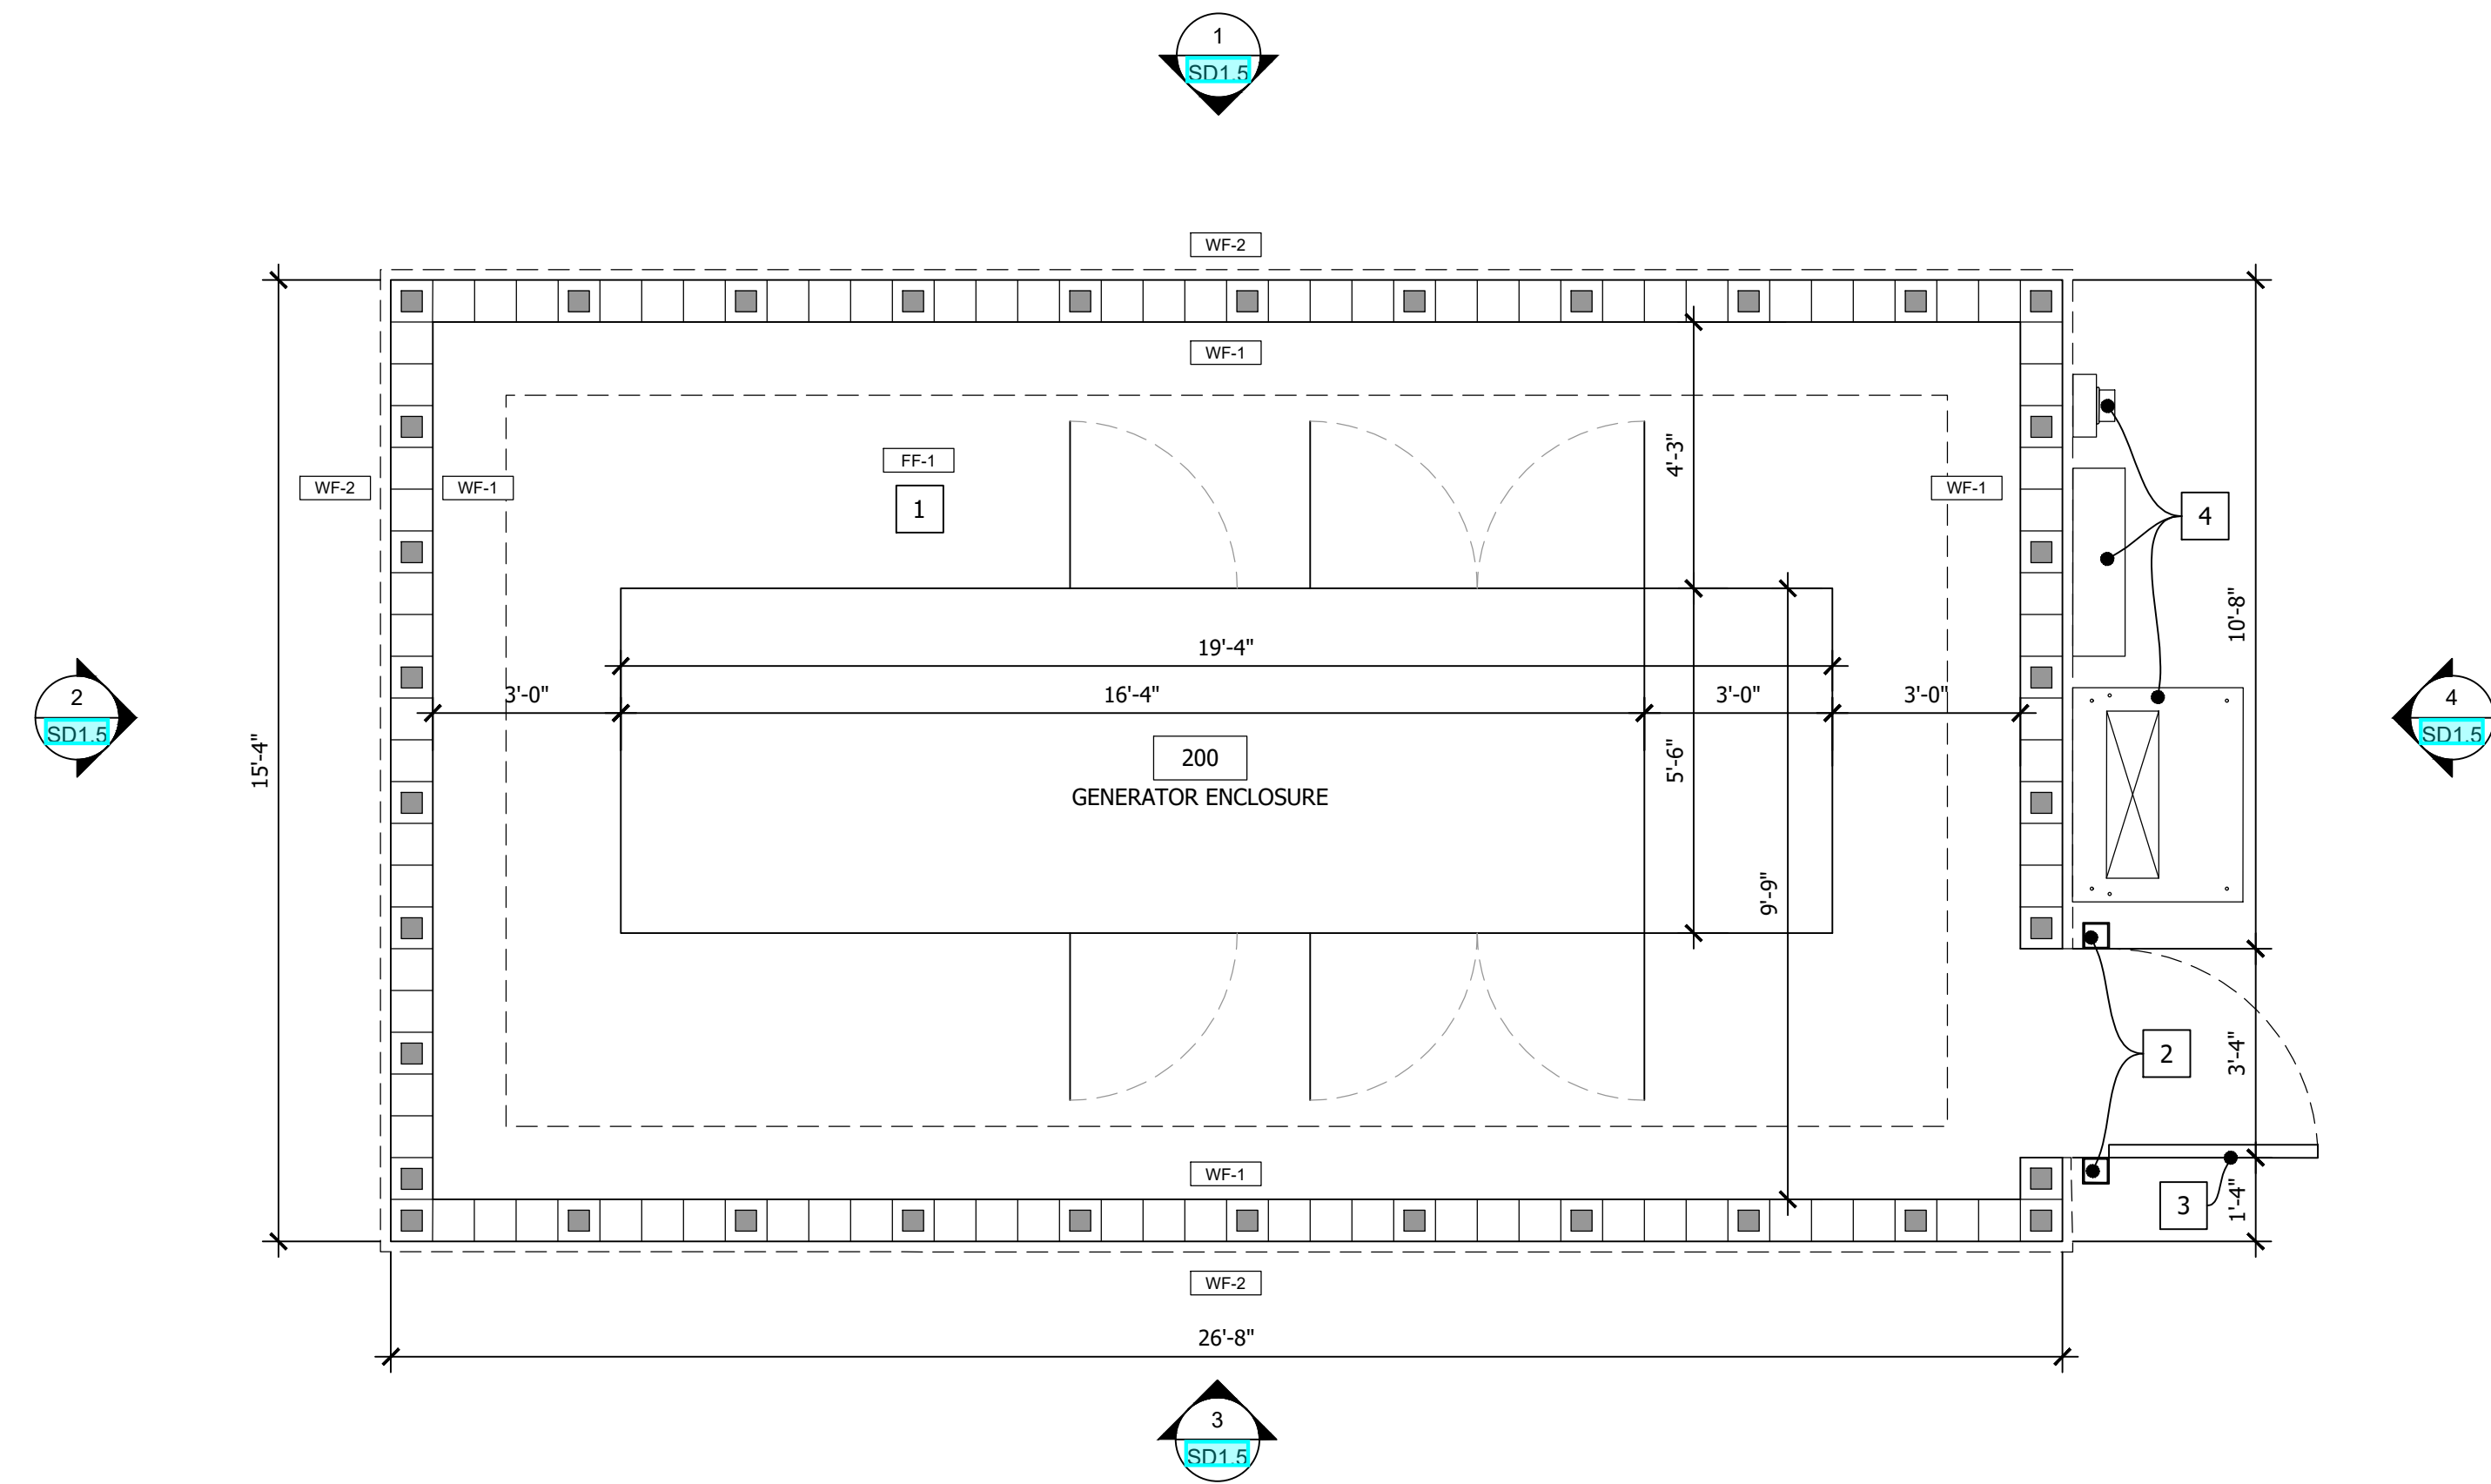 1
SD1.5
WF-2
WF-1
FF-1
1
4'-3"
WF-2
WF-1
WF-1
4
10'-8"
19'-4"
3'-0"
16'-4"
3'-0"
3'-0"
2
SD1.5
4
SD1.5
15'-4"
5'-6"
200
GENERATOR ENCLOSURE
9'-9"
2
3'-4"
WF-1
3
1'-4"
WF-2
26'-8"
3
SD1.5